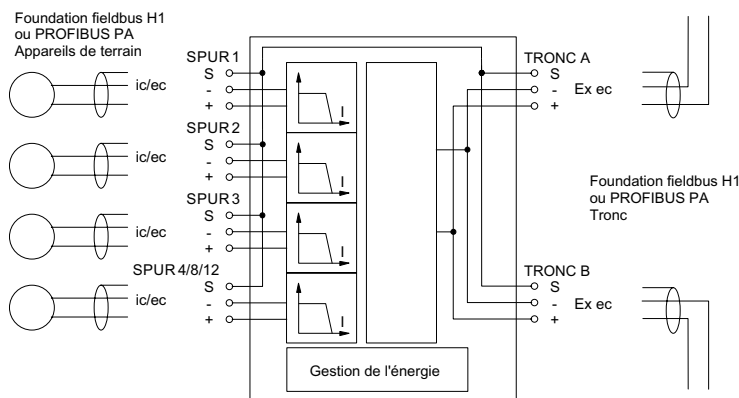 Foundation fieldbus H1
ou PROFIBUS PA
Appareils de terrain
SPUR 1
S
-
+
ic/ec
I
SPUR 2
S
-
+
ic/ec
I
SPUR 3
S
-
+
ic/ec
I
SPUR 4/8/12
S
-
+
ic/ec
I
Gestion de l'énergie
TRONC A
S
-
+
Ex ec
Foundation fieldbus H1
ou PROFIBUS PA
Tronc
TRONC B
S
-
+
Ex ec